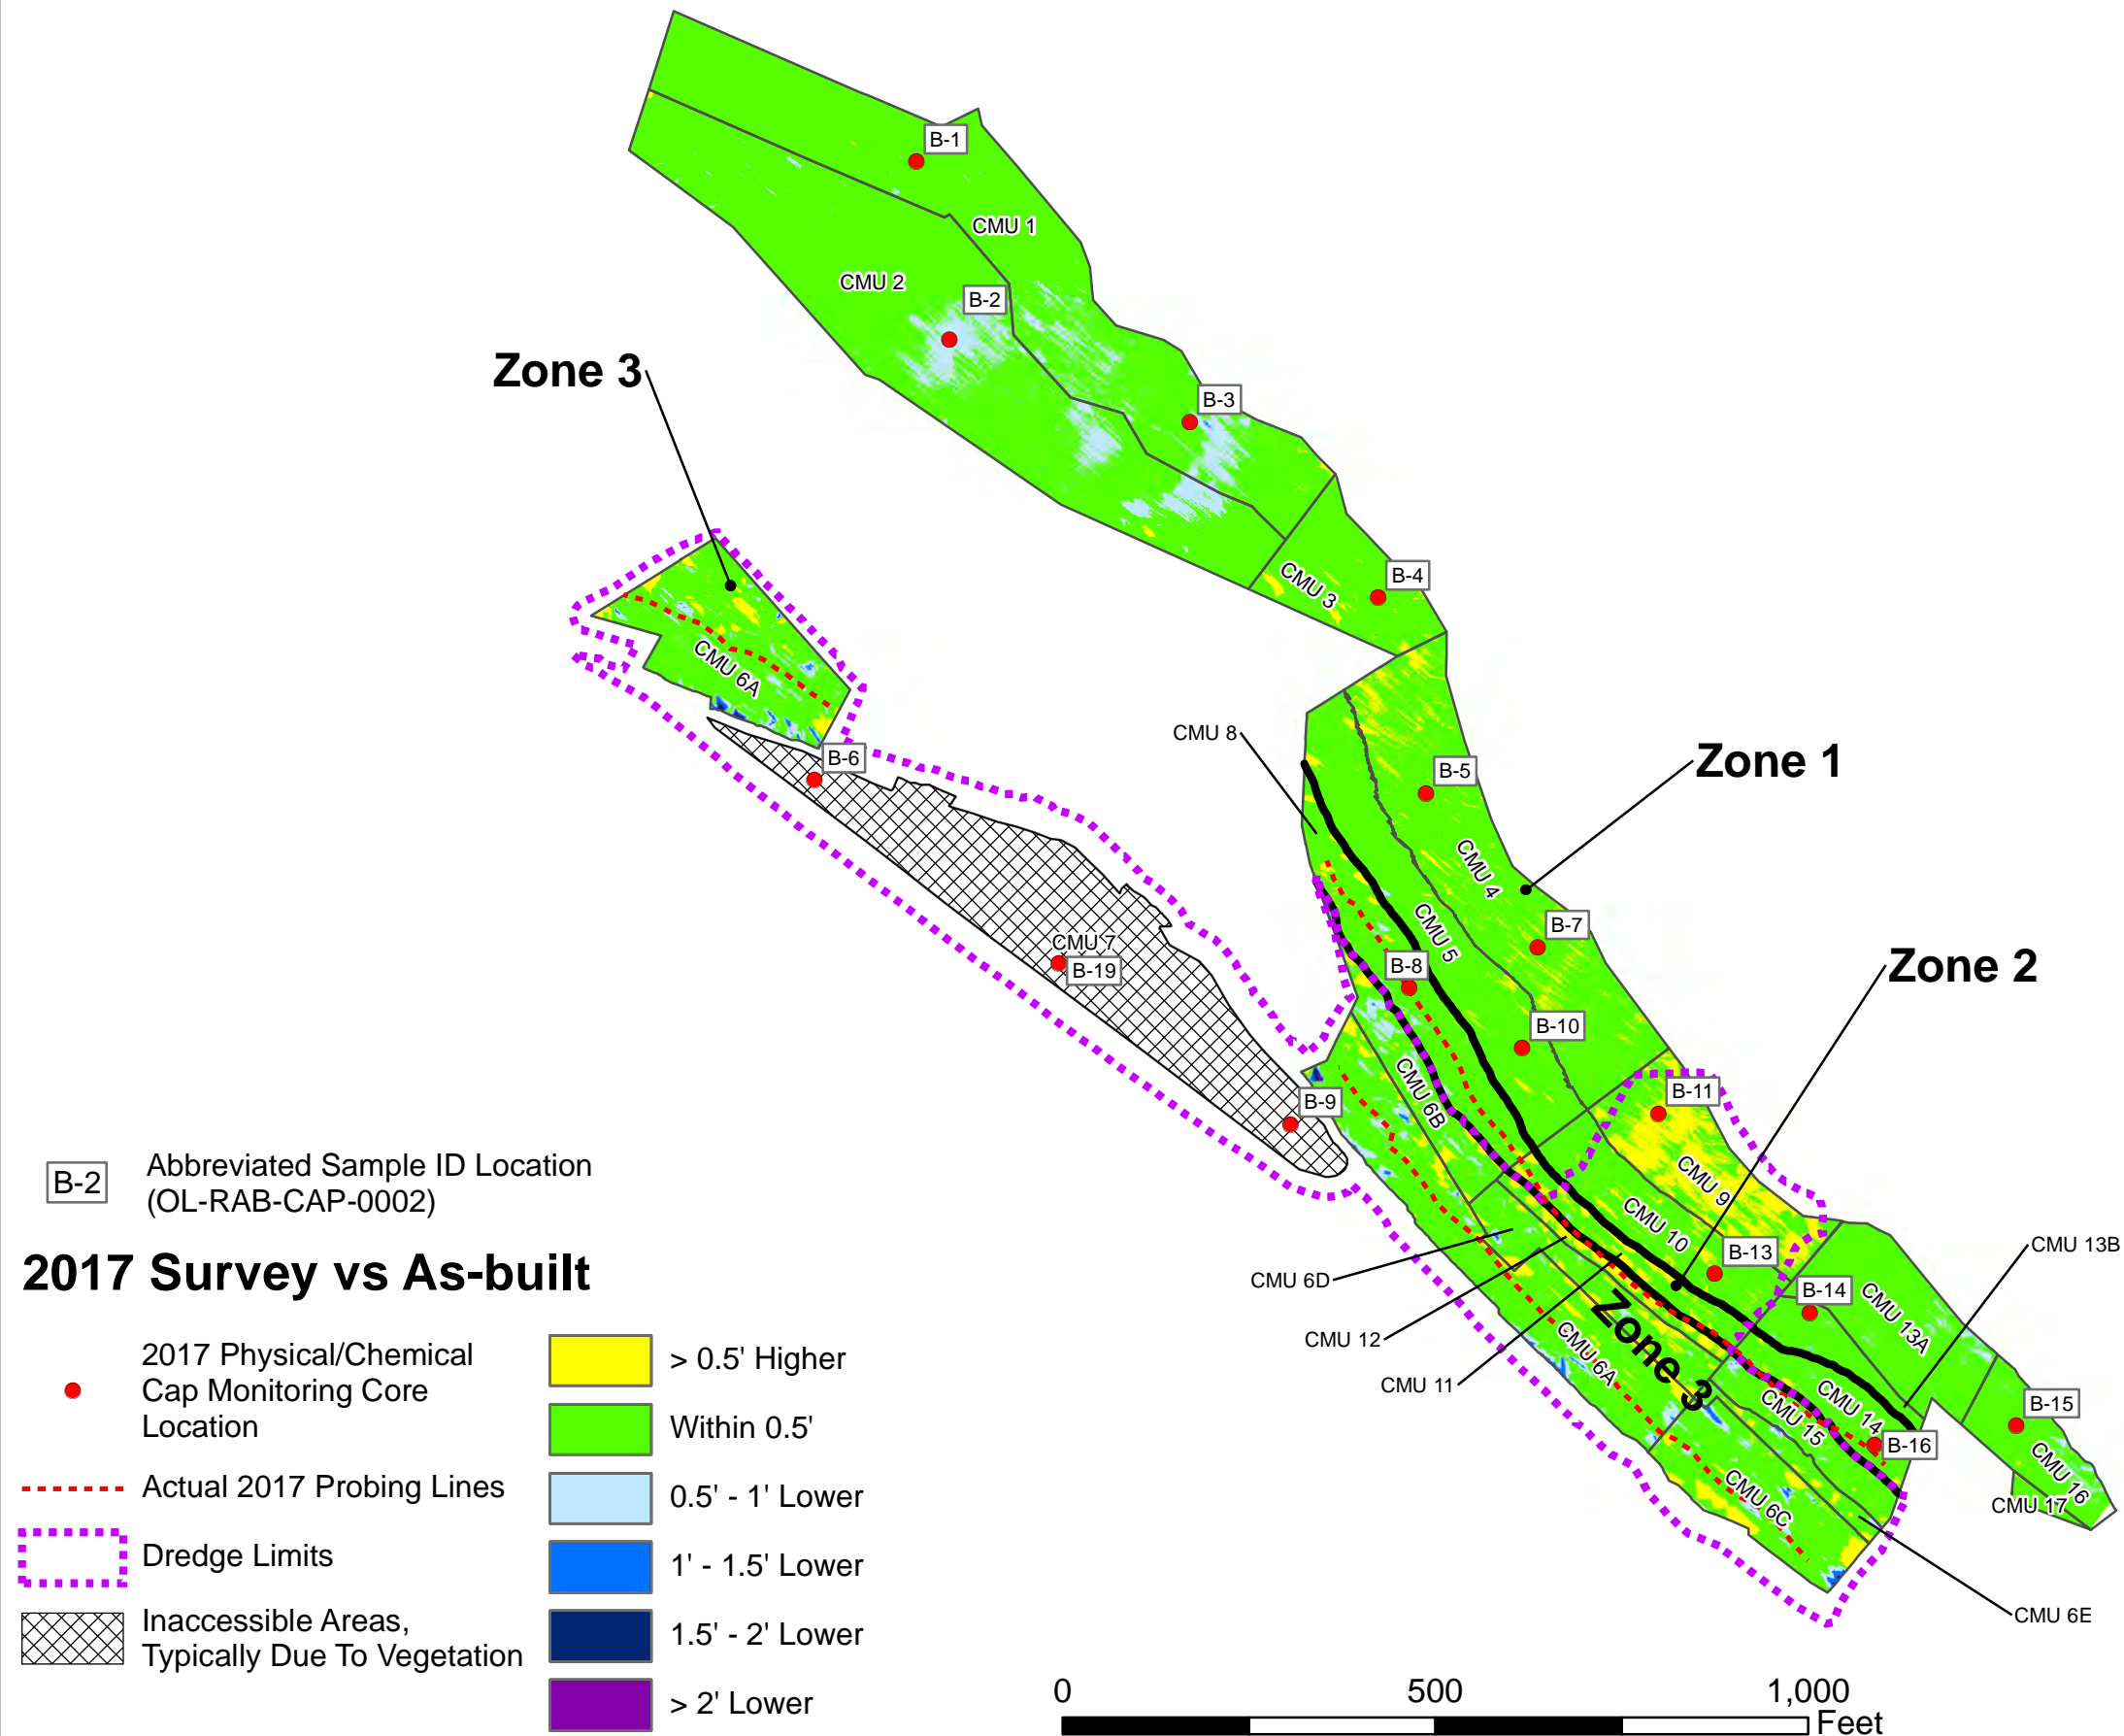 B-1
CMU 1
CMU 2
B-2
Zone 3
B-3
B-4
CMU 3
CMU 6A
CMU 8
B-6
Zone 1
B-5
CMU 4
CMU 5
B-7
CMU 7
B-19
B-8
Zone 2
B-10
CMU 6B
B-9
B-11
CMU 9
CMU 10
B-13
CMU 13B
CMU 6D
B-14
CMU 13A
CMU 12
Zone 3
CMU 6A
CMU 11
CMU 14
CMU 15
B-15
B-16
CMU 16
CMU 17
CMU 6C
CMU 6E
B-2
Abbreviated Sample ID Location
(OL-RAB-CAP-0002)
2017 Survey vs As-built
2017 Physical/Chemical
Cap Monitoring Core
Location
Actual 2017 Probing Lines
Dredge Limits
Inaccessible Areas,
Typically Due To Vegetation
> 0.5' Higher
Within 0.5'
0.5' - 1' Lower
1' - 1.5' Lower
1.5' - 2' Lower
> 2' Lower
0 500 1,000
Feet